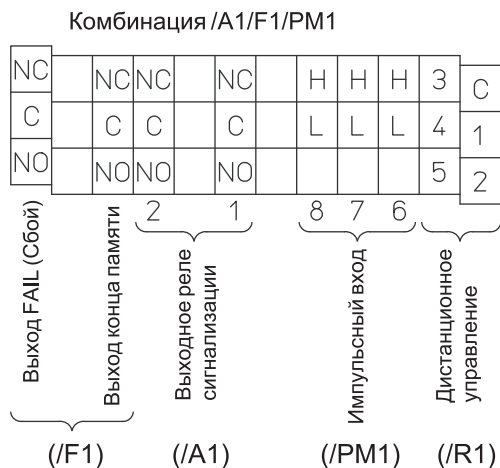 Комбинация /A1/F1/PM1
NC NC NC NC H H H 3 C
C C C C L L L 4 1
NO NO NO NO 5 2
2 1 8 7 6
Выход FAIL (Сбой)
Выход конца памяти
Выходное реле
сигнализации
Импульсный вход
Дистанционное
управление
(/F1) (/A1) (/PM1) (/R1)